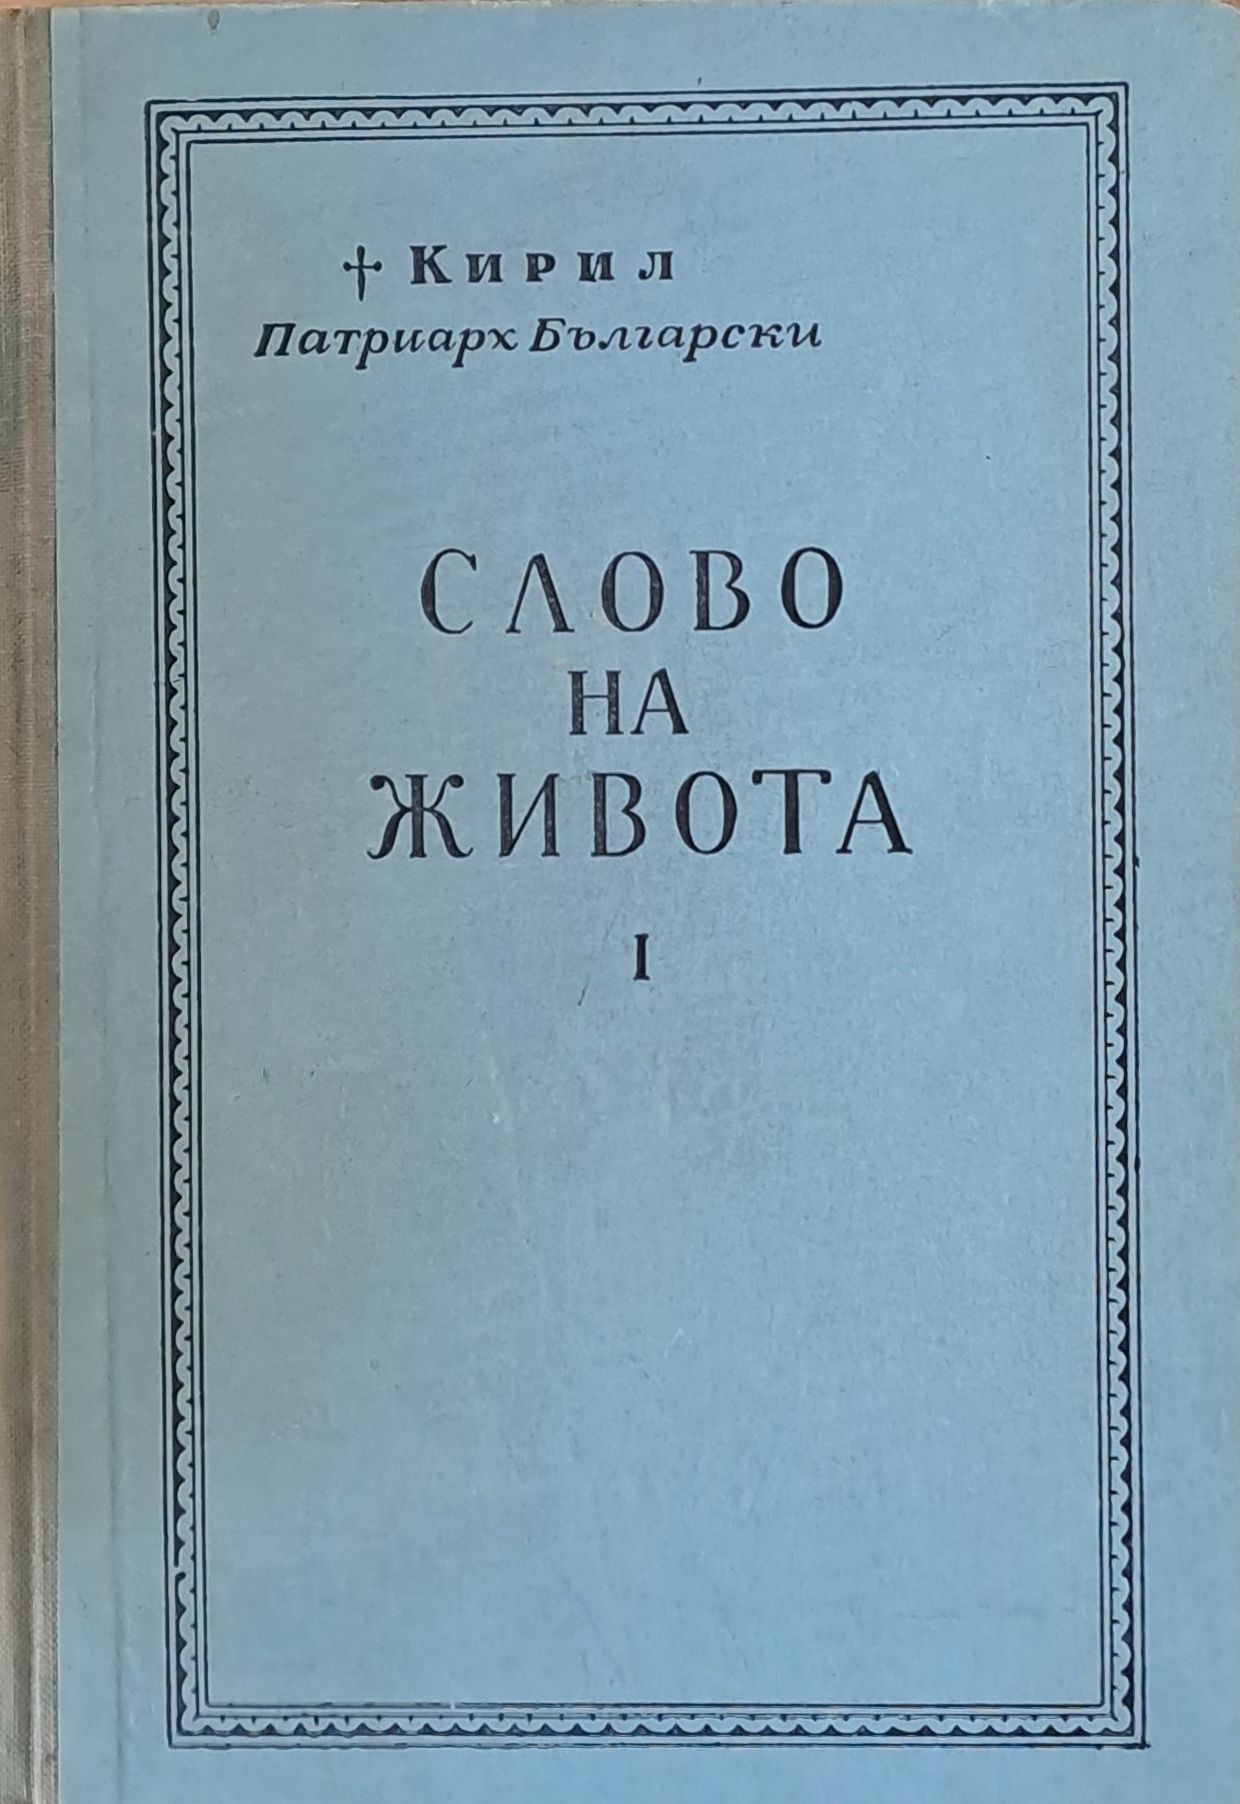 † Кирил
Патриарх Български
СЛОВО
НА
ЖИВОТА
I